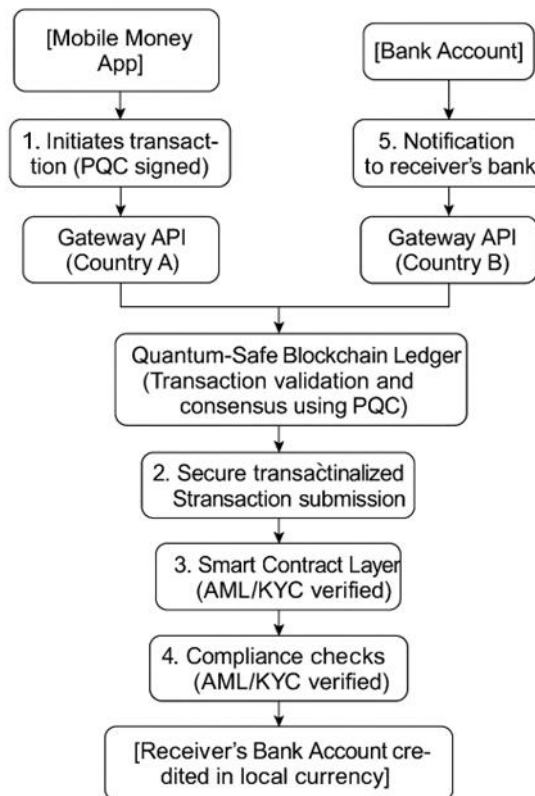 [Mobile Money
App]
[Bank Account]
1. Initiates transact-
tion (PQC signed)
5. Notification
to receiver's bank
Gateway API
(Country A)
Gateway API
(Country B)
Quantum-Safe Blockchain Ledger
(Transaction validation and
consensus using PQC)
2. Secure transactinalized
Stransaction submission
3. Smart Contract Layer
(AML/KYC verified)
4. Compliance checks
(AML/KYC verified)
[Receiver's Bank Account cre-
dited in local currency]